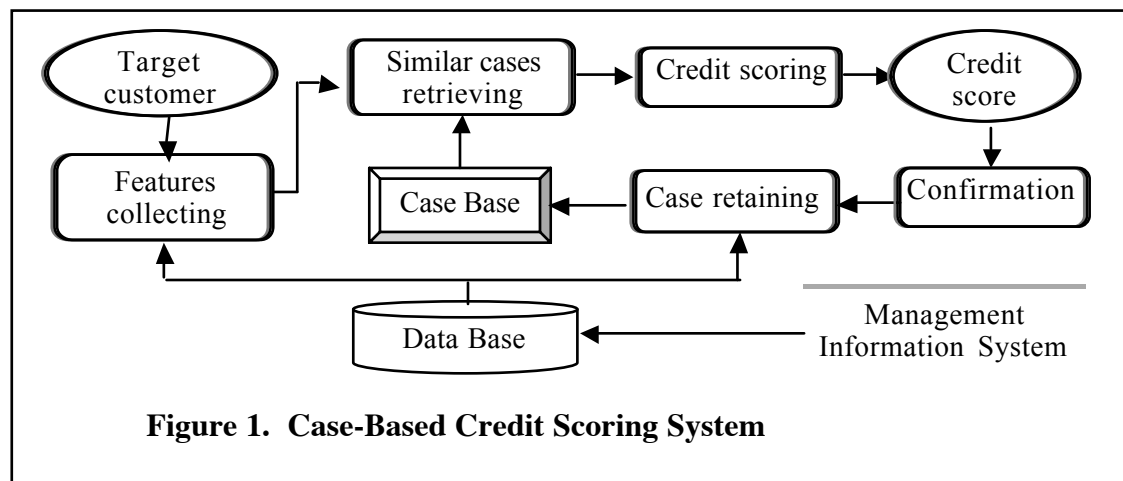 Target
customer
Similar cases
retrieving
Credit scoring
Credit
score
Features
collecting
Case Base
Case retaining
Confirmation
Data Base
Management
Information System
Figure 1. Case-Based Credit Scoring System